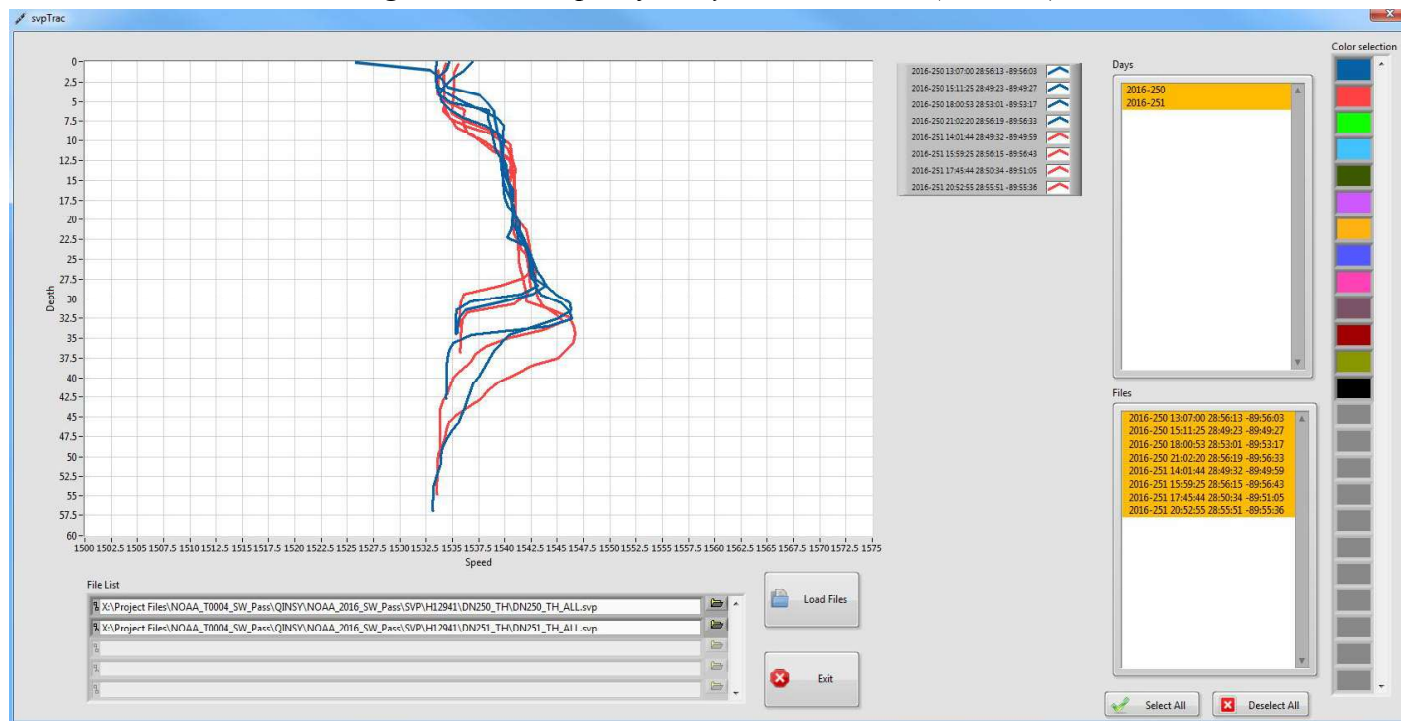 svpTrac
Color selection
0
2.5
5
7.5
10
12.5
15
17.5
20
22.5
25
27.5
30
32.5
35
37.5
40
42.5
45
47.5
50
52.5
55
57.5
60
Depth
1500 1502.5 1505 1507.5 1510 1512.5 1515 1517.5 1520 1522.5 1525 1527.5 1530 1532.5 1535 1537.5 1540 1542.5 1545 1547.5 1550 1552.5 1555 1557.5 1560 1562.5 1565 1567.5 1570 1572.5 1575
Speed
2016-250 13:07:00 28:56:13 -89:56:03
2016-250 15:11:25 28:49:23 -89:49:27
2016-250 18:00:53 28:53:01 -89:53:17
2016-250 21:02:20 28:56:19 -89:56:33
2016-251 14:01:44 28:49:32 -89:49:59
2016-251 15:59:25 28:56:15 -89:56:43
2016-251 17:45:44 28:50:34 -89:51:05
2016-251 20:52:55 28:55:51 -89:55:36
Days
2016-250
2016-251
Files
2016-250 13:07:00 28:56:13 -89:56:03
2016-250 15:11:25 28:49:23 -89:49:27
2016-250 18:00:53 28:53:01 -89:53:17
2016-250 21:02:20 28:56:19 -89:56:33
2016-251 14:01:44 28:49:32 -89:49:59
2016-251 15:59:25 28:56:15 -89:56:43
2016-251 17:45:44 28:50:34 -89:51:05
2016-251 20:52:55 28:55:51 -89:55:36
File List
X:\Project Files\NOAA_T0004_SW_Pass\QINSY\NOAA_2016_SW_Pass\SVP\H12941\DN250_TH\DN250_TH_ALL.svp
X:\Project Files\NOAA_T0004_SW_Pass\QINSY\NOAA_2016_SW_Pass\SVP\H12941\DN251_TH\DN251_TH_ALL.svp
Load Files
Exit
Select All
Deselect All